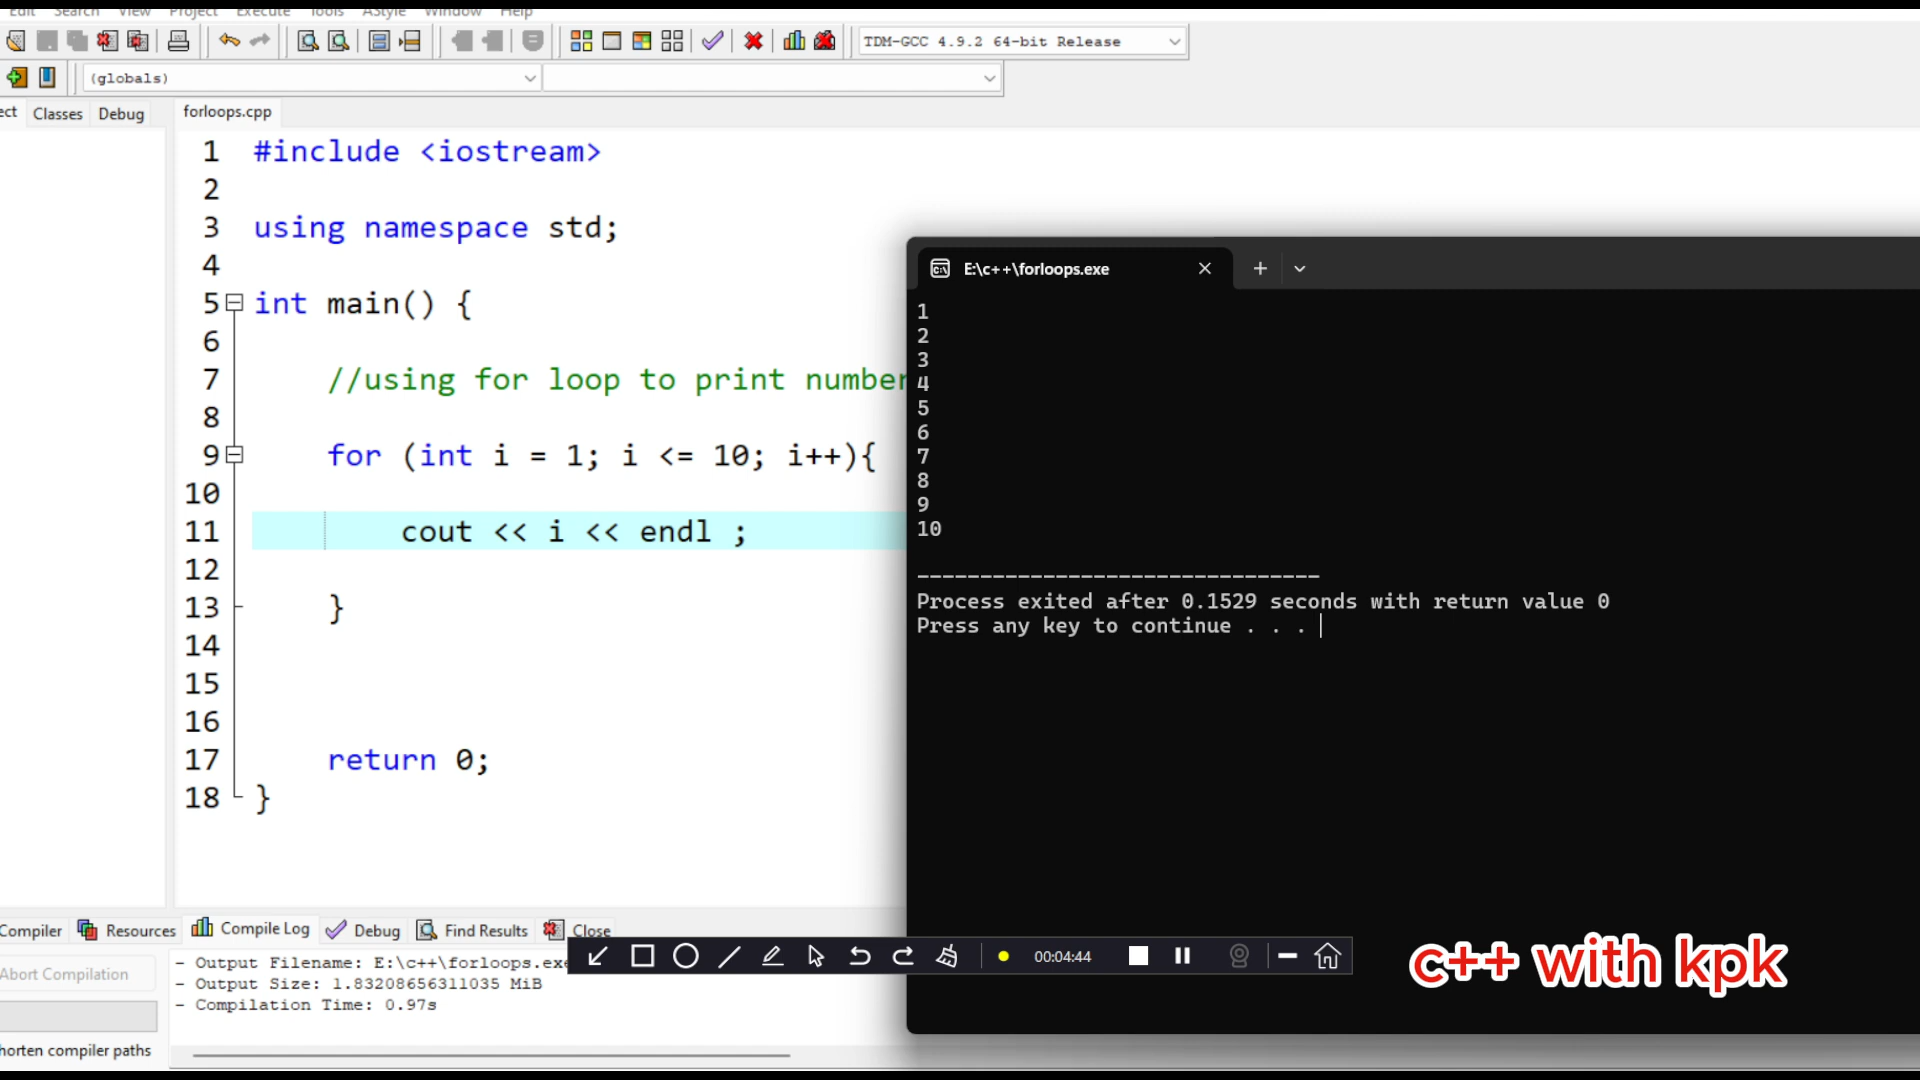 Edit Search View Project Execute Tools AStyle Window Help
TDM-GCC 4.9.2 64-bit Release
(globals)
ect Classes Debug
forloops.cpp
1 #include <iostream>
2
3 using namespace std;
4
5 int main() {
6
7 //using for loop to print number
8
9 for (int i = 1; i <= 10; i++){
10
11 cout << i << endl ;
12
13 }
14
15
16
17 return 0;
18 }
E:\c++\forloops.exe
1
2
3
4
5
6
7
8
9
10
--------------------------------
Process exited after 0.1529 seconds with return value 0
Press any key to continue . . .
Compiler Resources Compile Log Debug Find Results Close
Abort Compilation
- Output Filename: E:\c++\forloops.exe
- Output Size: 1.83208656311035 MiB
- Compilation Time: 0.97s
horten compiler paths
00:04:44
c++ with kpk